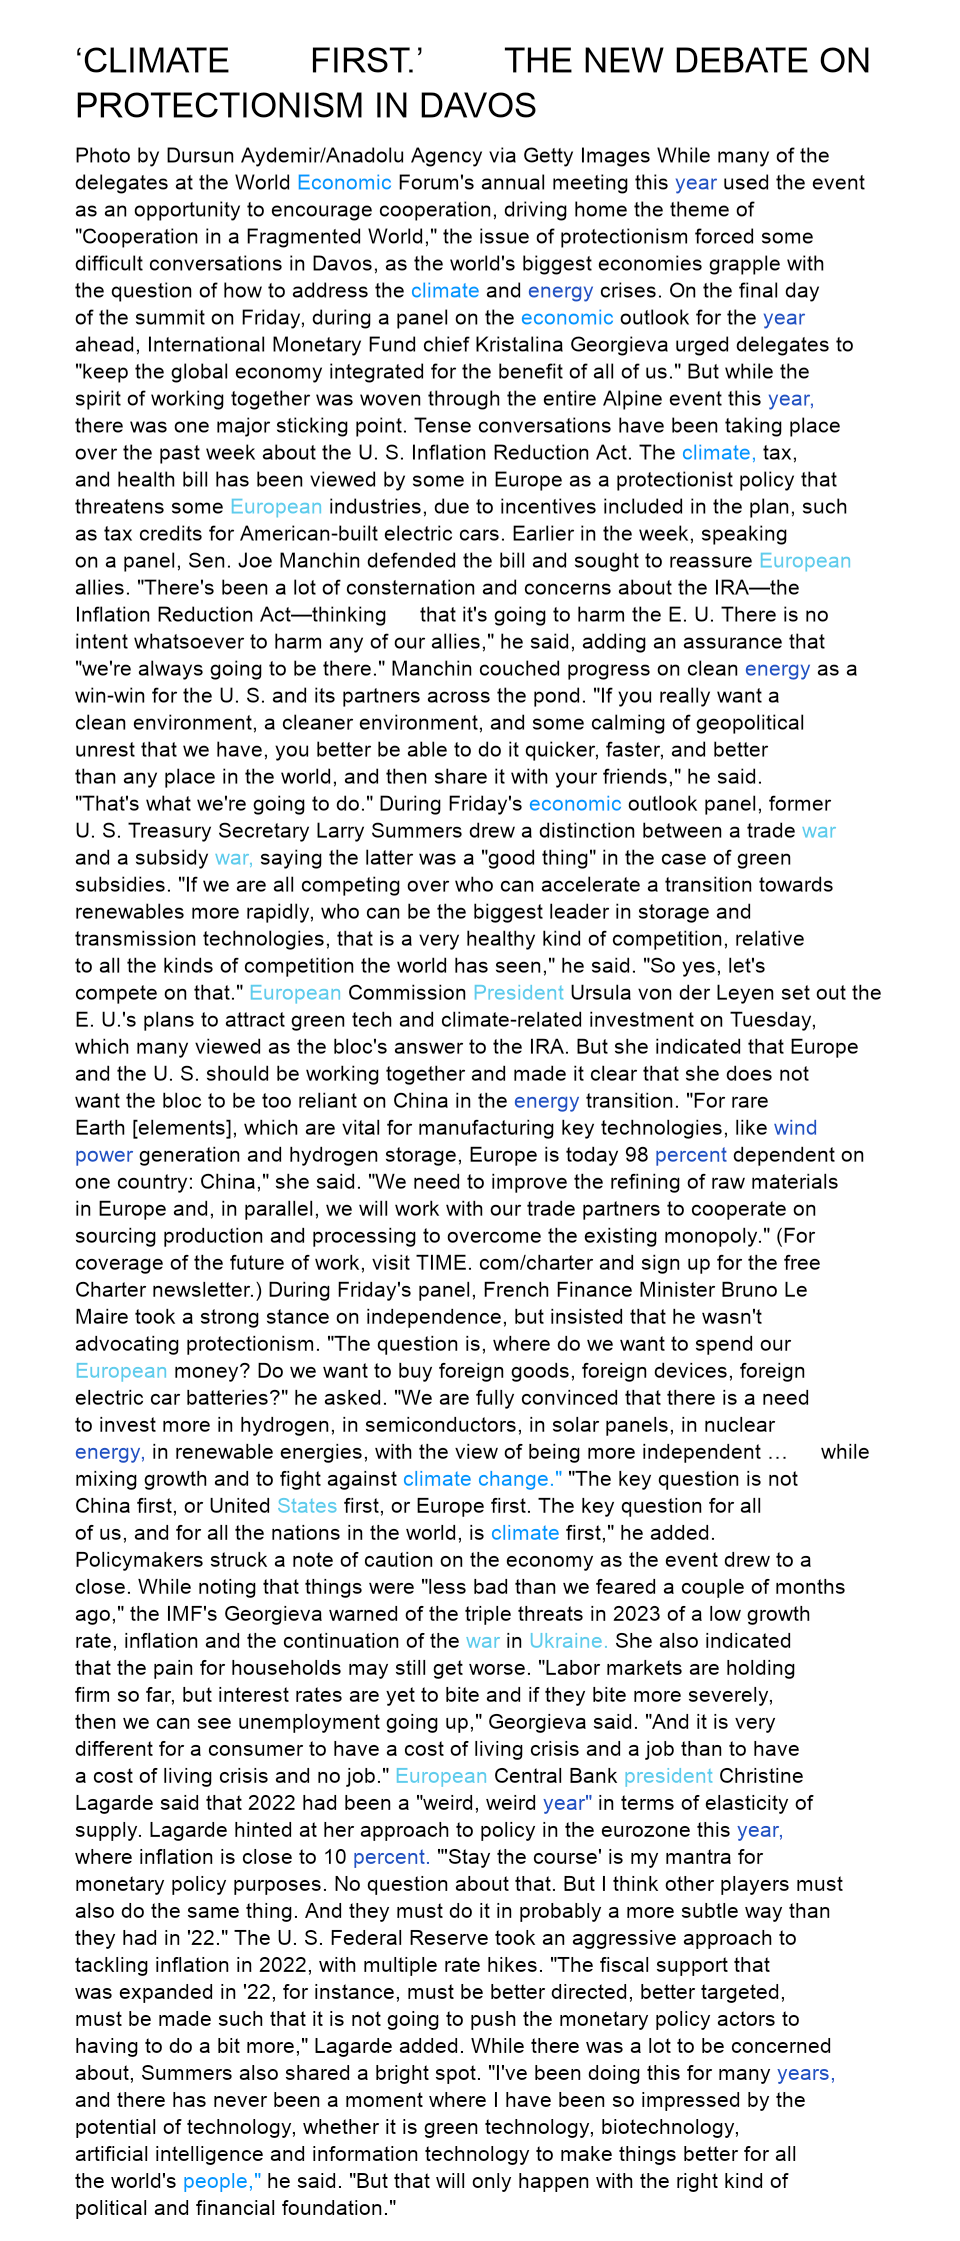 ‘CLIMATE FIRST.’ THE NEW DEBATE ON
PROTECTIONISM IN DAVOS
Photo by Dursun Aydemir/Anadolu Agency via Getty Images While many of the
delegates at the World Economic Forum's annual meeting this year used the event
as an opportunity to encourage cooperation, driving home the theme of
"Cooperation in a Fragmented World," the issue of protectionism forced some
difficult conversations in Davos, as the world's biggest economies grapple with
the question of how to address the climate and energy crises. On the final day
of the summit on Friday, during a panel on the economic outlook for the year
ahead, International Monetary Fund chief Kristalina Georgieva urged delegates to
"keep the global economy integrated for the benefit of all of us." But while the
spirit of working together was woven through the entire Alpine event this year,
there was one major sticking point. Tense conversations have been taking place
over the past week about the U. S. Inflation Reduction Act. The climate, tax,
and health bill has been viewed by some in Europe as a protectionist policy that
threatens some European industries, due to incentives included in the plan, such
as tax credits for American-built electric cars. Earlier in the week, speaking
on a panel, Sen. Joe Manchin defended the bill and sought to reassure European
allies. "There's been a lot of consternation and concerns about the IRA—the
Inflation Reduction Act—thinking that it's going to harm the E. U. There is no
intent whatsoever to harm any of our allies," he said, adding an assurance that
"we're always going to be there." Manchin couched progress on clean energy as a
win-win for the U. S. and its partners across the pond. "If you really want a
clean environment, a cleaner environment, and some calming of geopolitical
unrest that we have, you better be able to do it quicker, faster, and better
than any place in the world, and then share it with your friends," he said.
"That's what we're going to do." During Friday's economic outlook panel, former
U. S. Treasury Secretary Larry Summers drew a distinction between a trade war
and a subsidy war, saying the latter was a "good thing" in the case of green
subsidies. "If we are all competing over who can accelerate a transition towards
renewables more rapidly, who can be the biggest leader in storage and
transmission technologies, that is a very healthy kind of competition, relative
to all the kinds of competition the world has seen," he said. "So yes, let's
compete on that." European Commission President Ursula von der Leyen set out the
E. U.'s plans to attract green tech and climate-related investment on Tuesday,
which many viewed as the bloc's answer to the IRA. But she indicated that Europe
and the U. S. should be working together and made it clear that she does not
want the bloc to be too reliant on China in the energy transition. "For rare
Earth [elements], which are vital for manufacturing key technologies, like wind
power generation and hydrogen storage, Europe is today 98 percent dependent on
one country: China," she said. "We need to improve the refining of raw materials
in Europe and, in parallel, we will work with our trade partners to cooperate on
sourcing production and processing to overcome the existing monopoly." (For
coverage of the future of work, visit TIME. com/charter and sign up for the free
Charter newsletter.) During Friday's panel, French Finance Minister Bruno Le
Maire took a strong stance on independence, but insisted that he wasn't
advocating protectionism. "The question is, where do we want to spend our
European money? Do we want to buy foreign goods, foreign devices, foreign
electric car batteries?" he asked. "We are fully convinced that there is a need
to invest more in hydrogen, in semiconductors, in solar panels, in nuclear
energy, in renewable energies, with the view of being more independent … while
mixing growth and to fight against climate change." "The key question is not
China first, or United States first, or Europe first. The key question for all
of us, and for all the nations in the world, is climate first," he added.
Policymakers struck a note of caution on the economy as the event drew to a
close. While noting that things were "less bad than we feared a couple of months
ago," the IMF's Georgieva warned of the triple threats in 2023 of a low growth
rate, inflation and the continuation of the war in Ukraine. She also indicated
that the pain for households may still get worse. "Labor markets are holding
firm so far, but interest rates are yet to bite and if they bite more severely,
then we can see unemployment going up," Georgieva said. "And it is very
different for a consumer to have a cost of living crisis and a job than to have
a cost of living crisis and no job." European Central Bank president Christine
Lagarde said that 2022 had been a "weird, weird year" in terms of elasticity of
supply. Lagarde hinted at her approach to policy in the eurozone this year,
where inflation is close to 10 percent. "'Stay the course' is my mantra for
monetary policy purposes. No question about that. But I think other players must
also do the same thing. And they must do it in probably a more subtle way than
they had in '22." The U. S. Federal Reserve took an aggressive approach to
tackling inflation in 2022, with multiple rate hikes. "The fiscal support that
was expanded in '22, for instance, must be better directed, better targeted,
must be made such that it is not going to push the monetary policy actors to
having to do a bit more," Lagarde added. While there was a lot to be concerned
about, Summers also shared a bright spot. "I've been doing this for many years,
and there has never been a moment where I have been so impressed by the
potential of technology, whether it is green technology, biotechnology,
artificial intelligence and information technology to make things better for all
the world's people," he said. "But that will only happen with the right kind of
political and financial foundation."